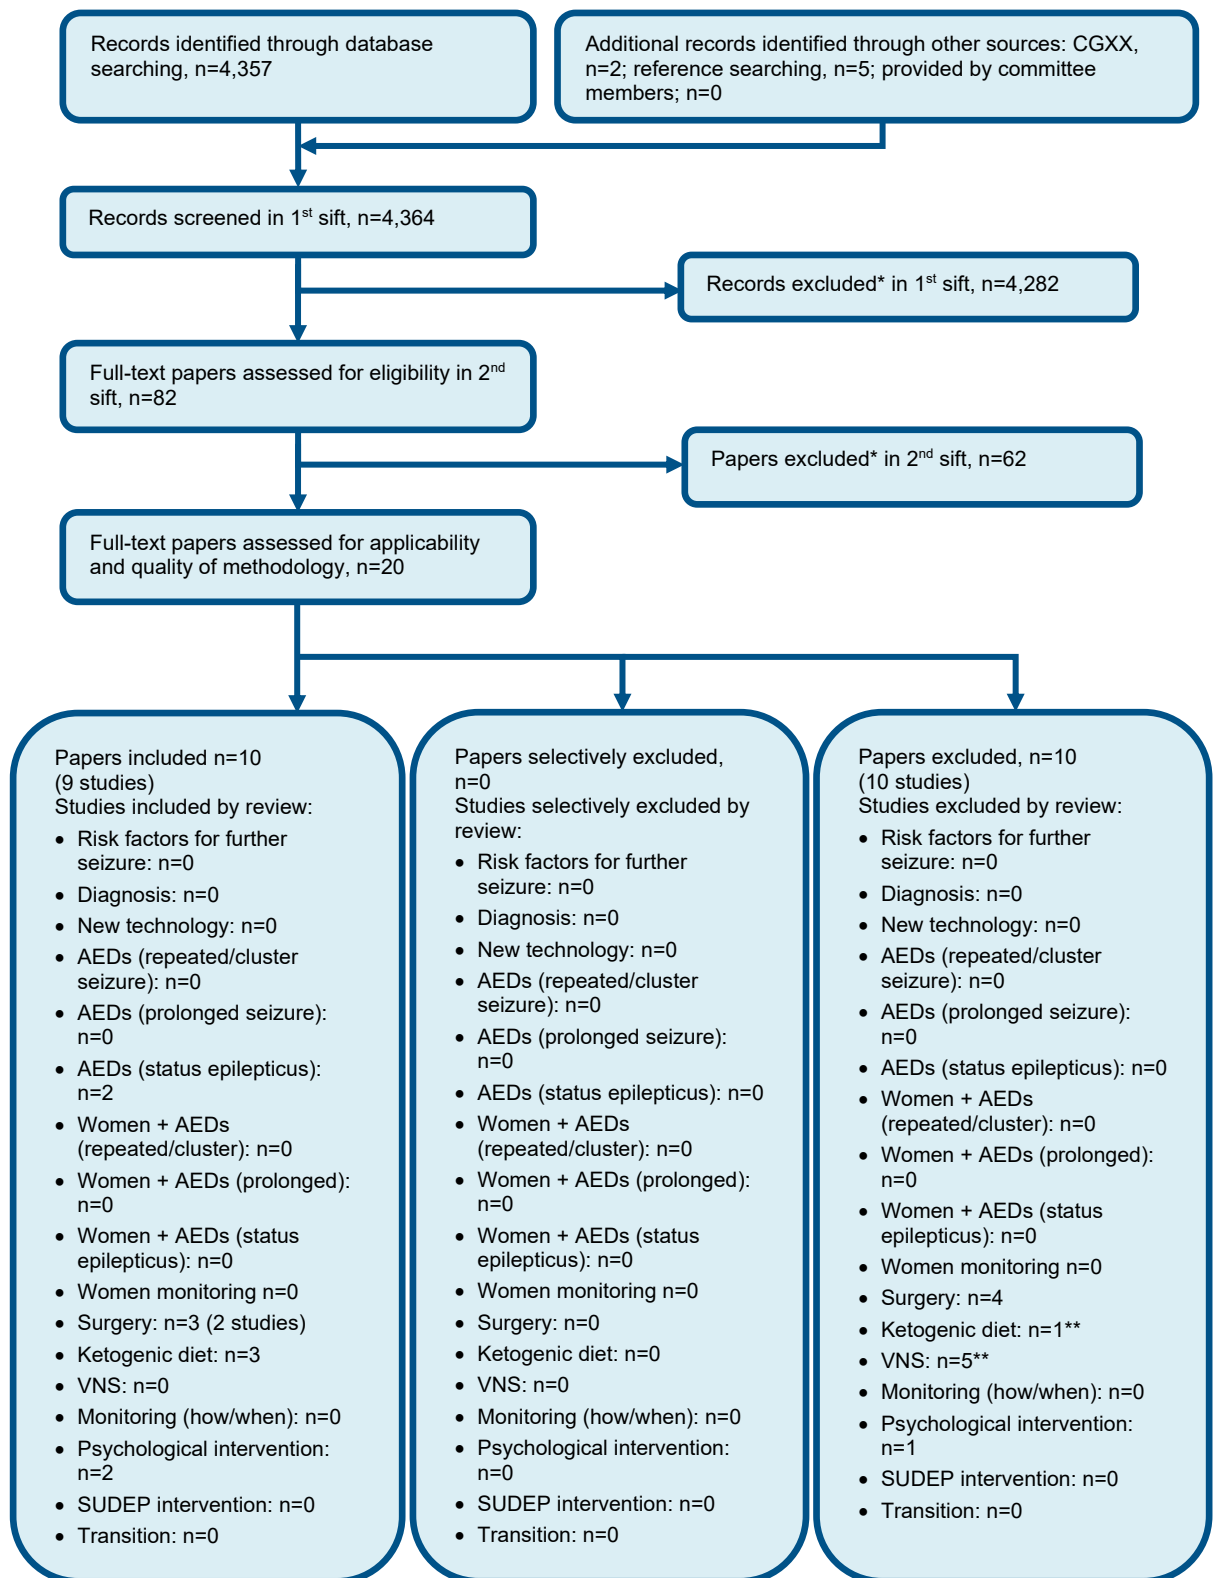 Records identified through database
searching, n=4,357
Additional records identified through other sources: CGXX,
n=2; reference searching, n=5; provided by committee
members; n=0
Records screened in 1st sift, n=4,364
Records excluded* in 1st sift, n=4,282
Full-text papers assessed for eligibility in 2nd
sift, n=82
Papers excluded* in 2nd sift, n=62
Full-text papers assessed for applicability
and quality of methodology, n=20
Papers included n=10
(9 studies)
Studies included by review:
• Risk factors for further
seizure: n=0
• Diagnosis: n=0
• New technology: n=0
• AEDs (repeated/cluster
seizure): n=0
• AEDs (prolonged seizure):
n=0
• AEDs (status epilepticus):
n=2
• Women + AEDs
(repeated/cluster): n=0
• Women + AEDs (prolonged):
n=0
• Women + AEDs (status
epilepticus): n=0
• Women monitoring n=0
• Surgery: n=3 (2 studies)
• Ketogenic diet: n=3
• VNS: n=0
• Monitoring (how/when): n=0
• Psychological intervention:
n=2
• SUDEP intervention: n=0
• Transition: n=0
Papers selectively excluded,
n=0
Studies selectively excluded by
review:
• Risk factors for further
seizure: n=0
• Diagnosis: n=0
• New technology: n=0
• AEDs (repeated/cluster
seizure): n=0
• AEDs (prolonged seizure):
n=0
• AEDs (status epilepticus): n=0
• Women + AEDs
(repeated/cluster): n=0
• Women + AEDs (prolonged):
n=0
• Women + AEDs (status
epilepticus): n=0
• Women monitoring n=0
• Surgery: n=0
• Ketogenic diet: n=0
• VNS: n=0
• Monitoring (how/when): n=0
• Psychological intervention:
n=0
• SUDEP intervention: n=0
• Transition: n=0
Papers excluded, n=10
(10 studies)
Studies excluded by review:
• Risk factors for further
seizure: n=0
• Diagnosis: n=0
• New technology: n=0
• AEDs (repeated/cluster
seizure): n=0
• AEDs (prolonged seizure):
n=0
• AEDs (status epilepticus): n=0
• Women + AEDs
(repeated/cluster): n=0
• Women + AEDs (prolonged):
n=0
• Women + AEDs (status
epilepticus): n=0
• Women monitoring n=0
• Surgery: n=4
• Ketogenic diet: n=1**
• VNS: n=5**
• Monitoring (how/when): n=0
• Psychological intervention:
n=1
• SUDEP intervention: n=0
• Transition: n=0